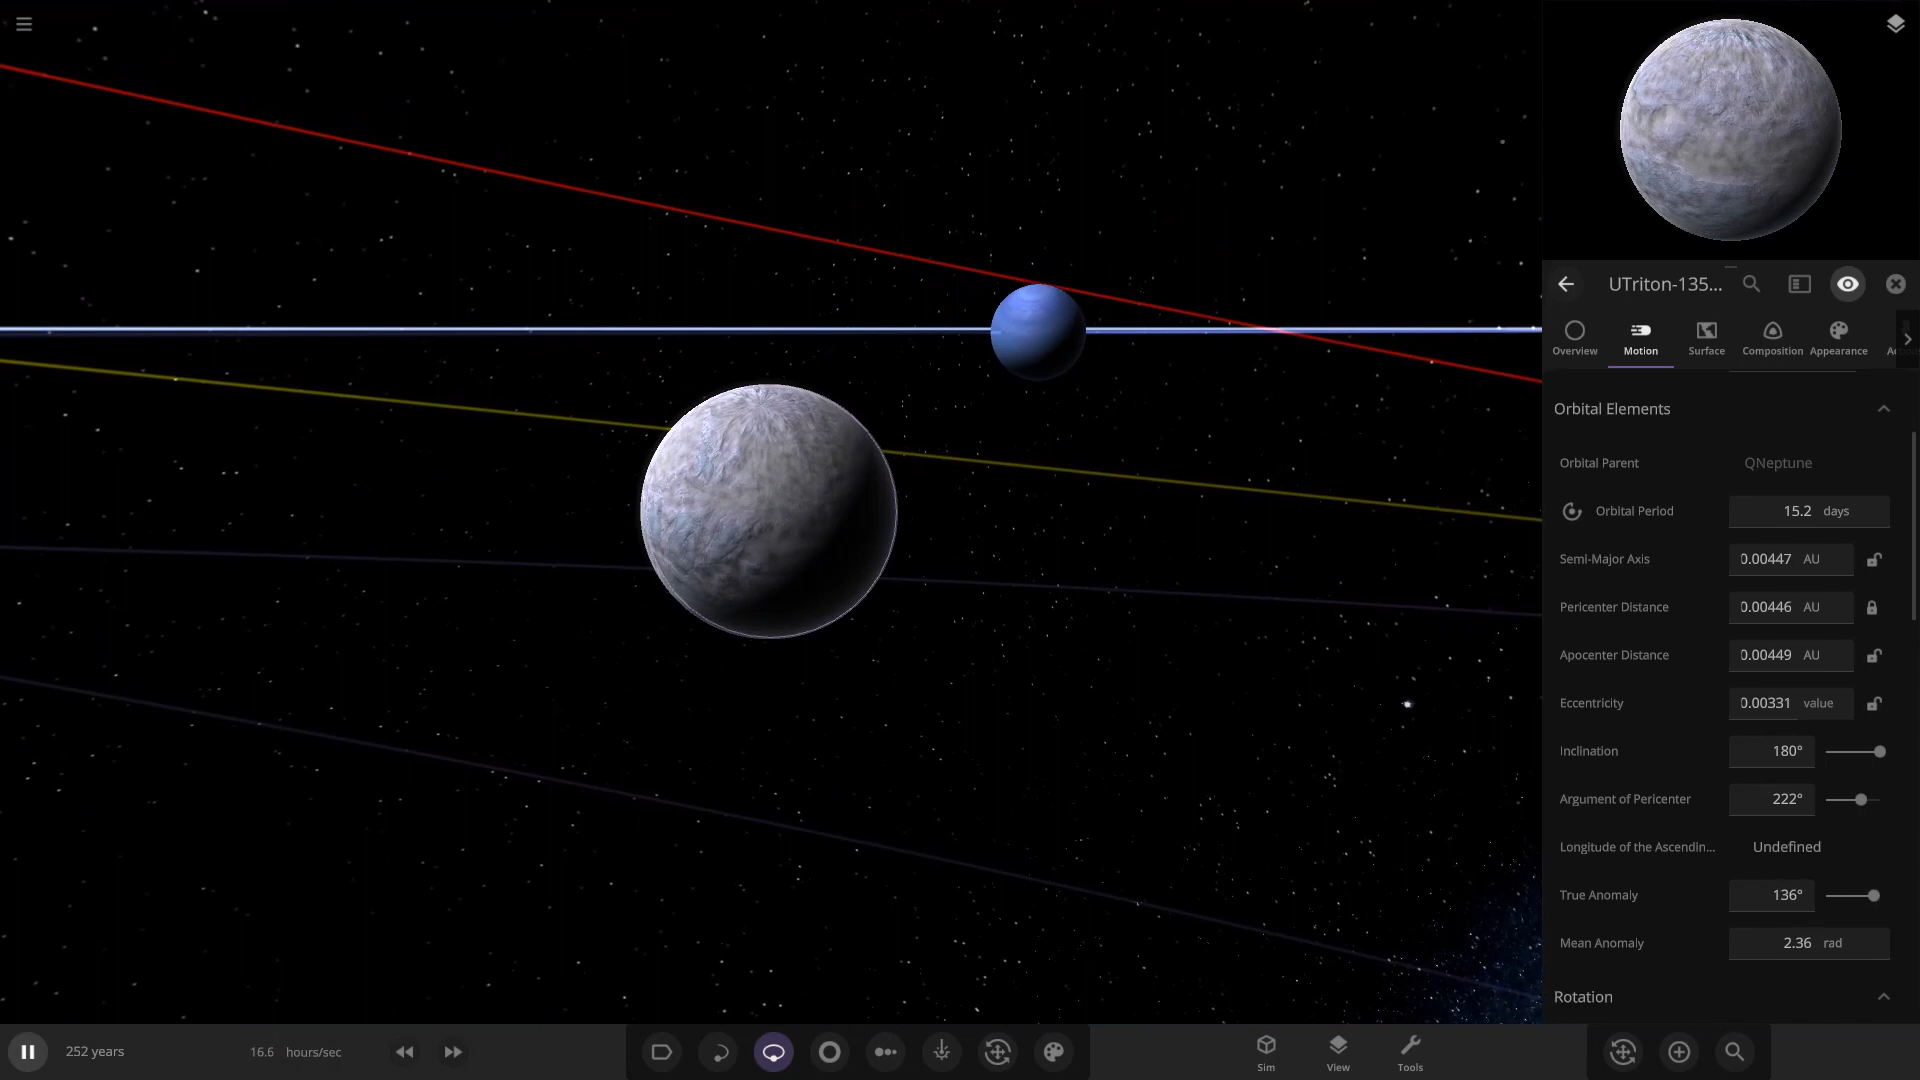 UTriton-135...
Overview
Motion
Surface
Composition
Appearance
Orbital Elements
Orbital Parent QNeptune
Orbital Period 15.2 days
Semi-Major Axis 0.00447 AU
Pericenter Distance 0.00446 AU
Apocenter Distance 0.00449 AU
Eccentricity 0.00331 value
Inclination 180°
Argument of Pericenter 222°
Longitude of the Ascendin... Undefined
True Anomaly 136°
Mean Anomaly 2.36 rad
Rotation
252 years
16.6 hours/sec
Sim
View
Tools